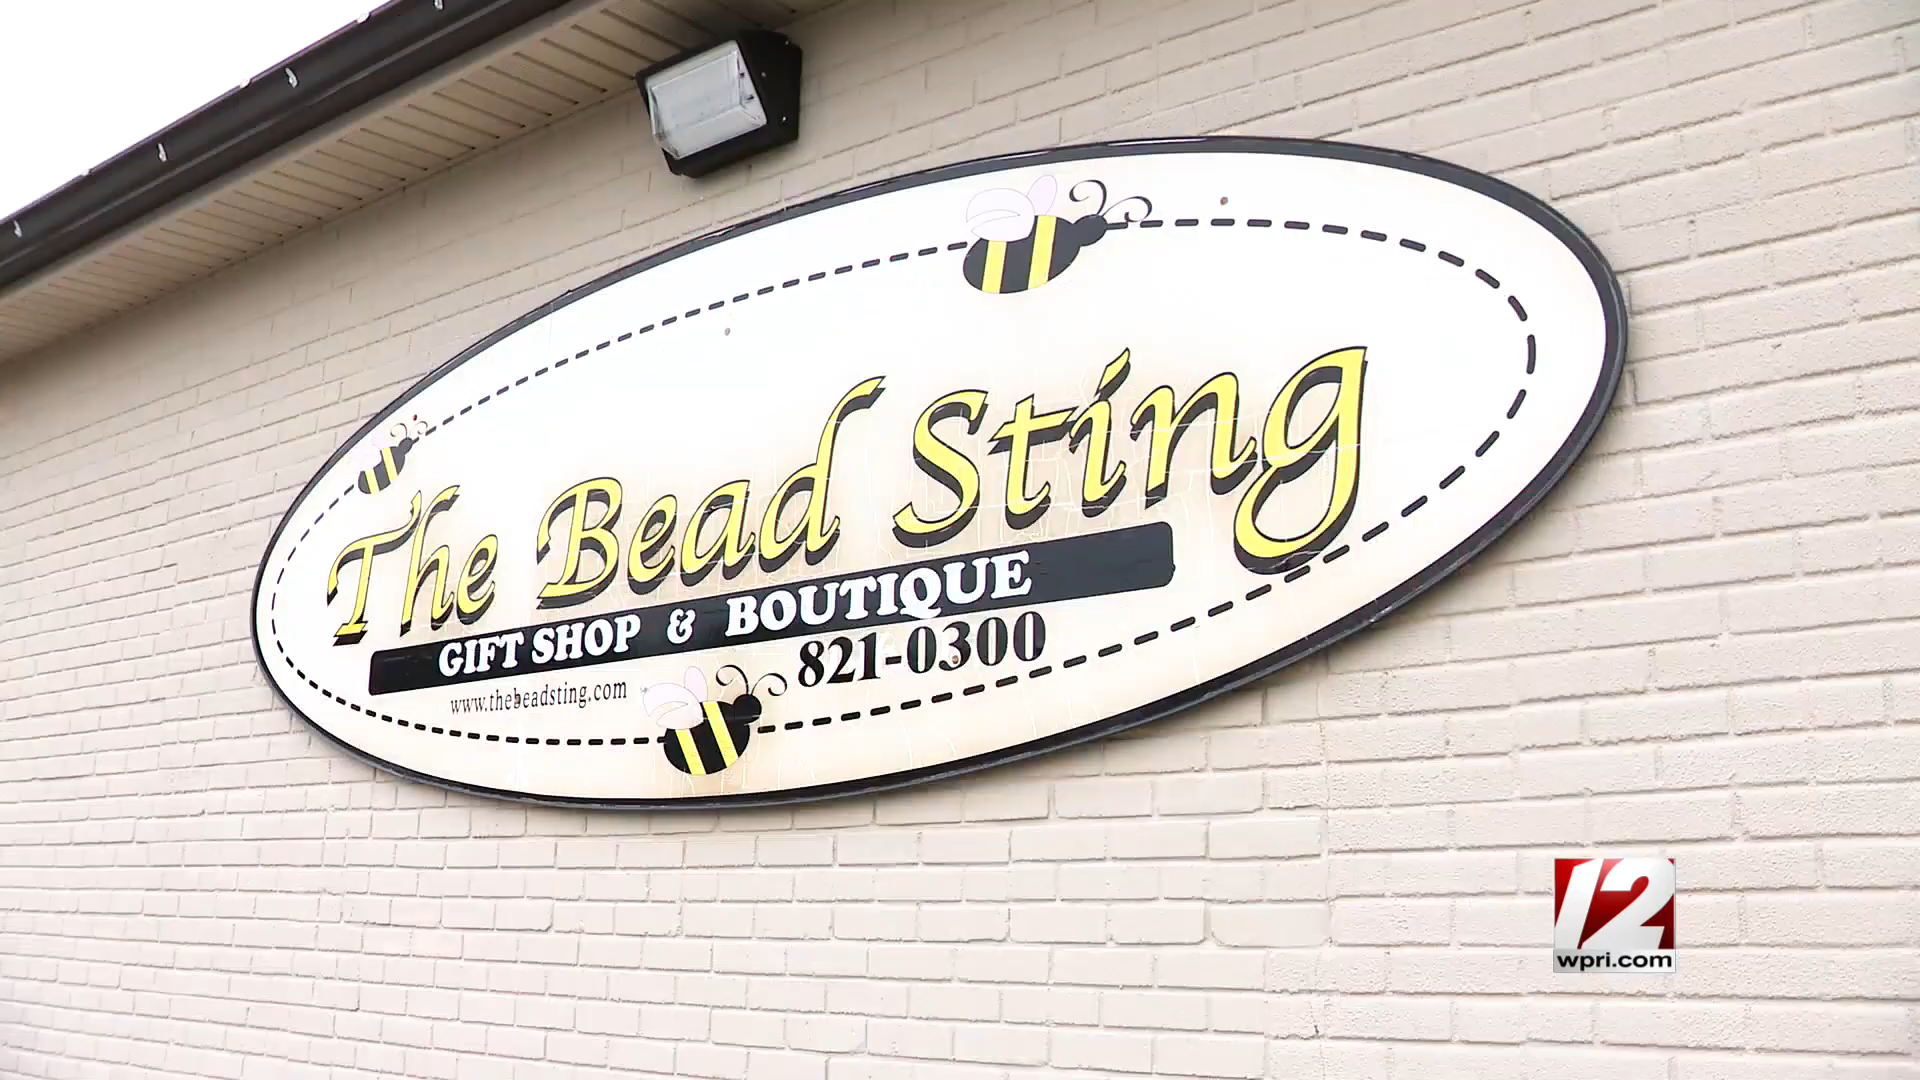 The Bead Sting
GIFT SHOP & BOUTIQUE
821-0300
www.thebeadsting.com
12
wpri.com